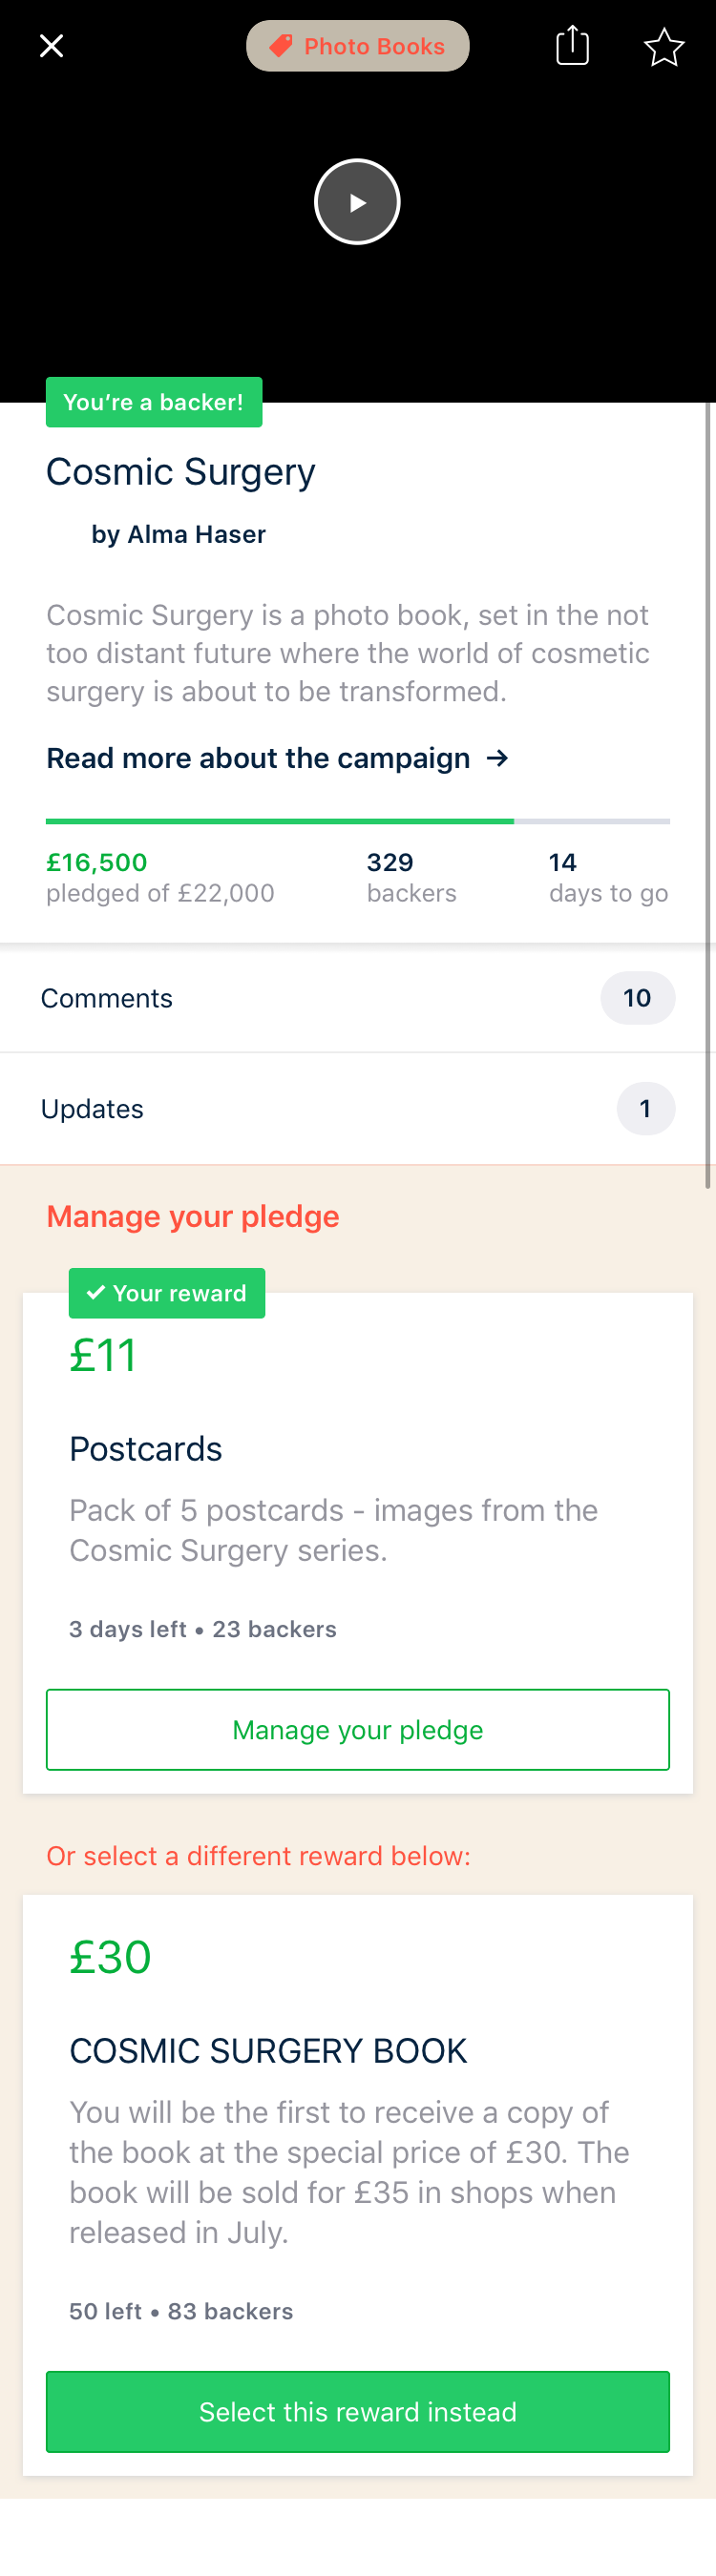 Photo Books
You’re a backer!
Cosmic Surgery
by Alma Haser
Cosmic Surgery is a photo book, set in the not
too distant future where the world of cosmetic
surgery is about to be transformed.
Read more about the campaign →
£16,500
pledged of £22,000
329
backers
14
days to go
Comments
10
Updates
1
Manage your pledge
✓ Your reward
£11
Postcards
Pack of 5 postcards - images from the
Cosmic Surgery series.
3 days left • 23 backers
Manage your pledge
Or select a different reward below:
£30
COSMIC SURGERY BOOK
You will be the first to receive a copy of
the book at the special price of £30. The
book will be sold for £35 in shops when
released in July.
50 left • 83 backers
Select this reward instead